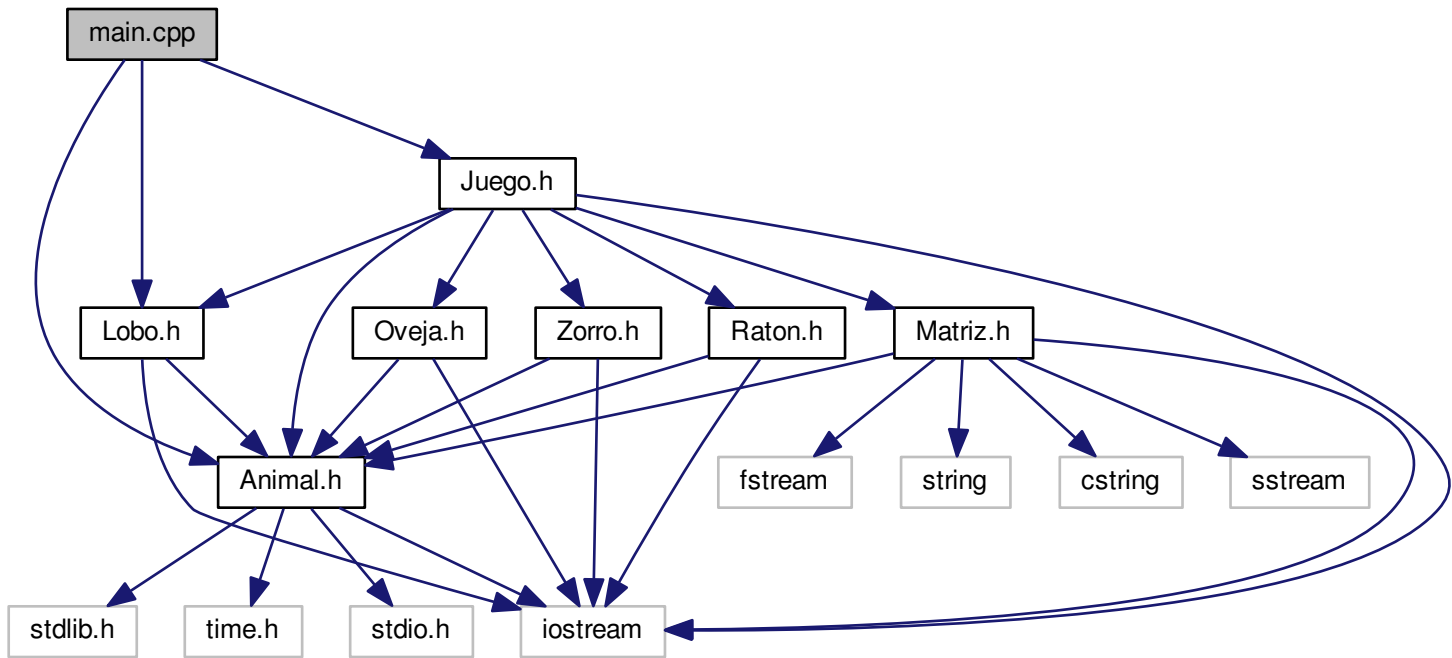 main.cpp
Juego.h
Lobo.h
Oveja.h
Zorro.h
Raton.h
Matriz.h
Animal.h
fstream
string
cstring
sstream
stdlib.h
time.h
stdio.h
iostream